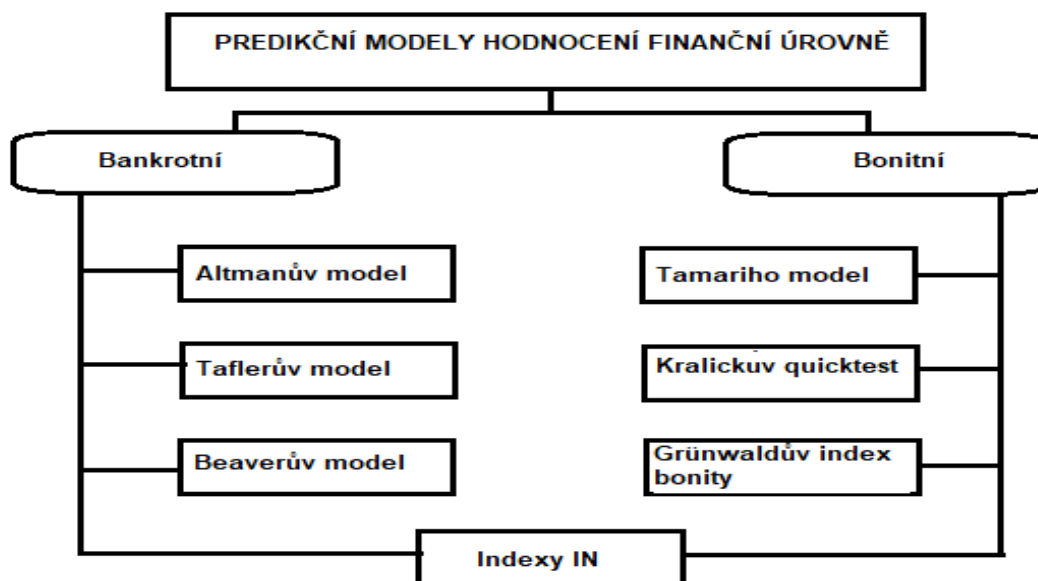 PREDIKČNÍ MODELY HODNOCENÍ FINANČNÍ ÚROVNĚ
Bankrotní
Bonitní
Altmanův model
Tamariho model
Taflerův model
Kralickův quicktest
Beaverův model
Grünwaldův index
bonity
Indexy IN